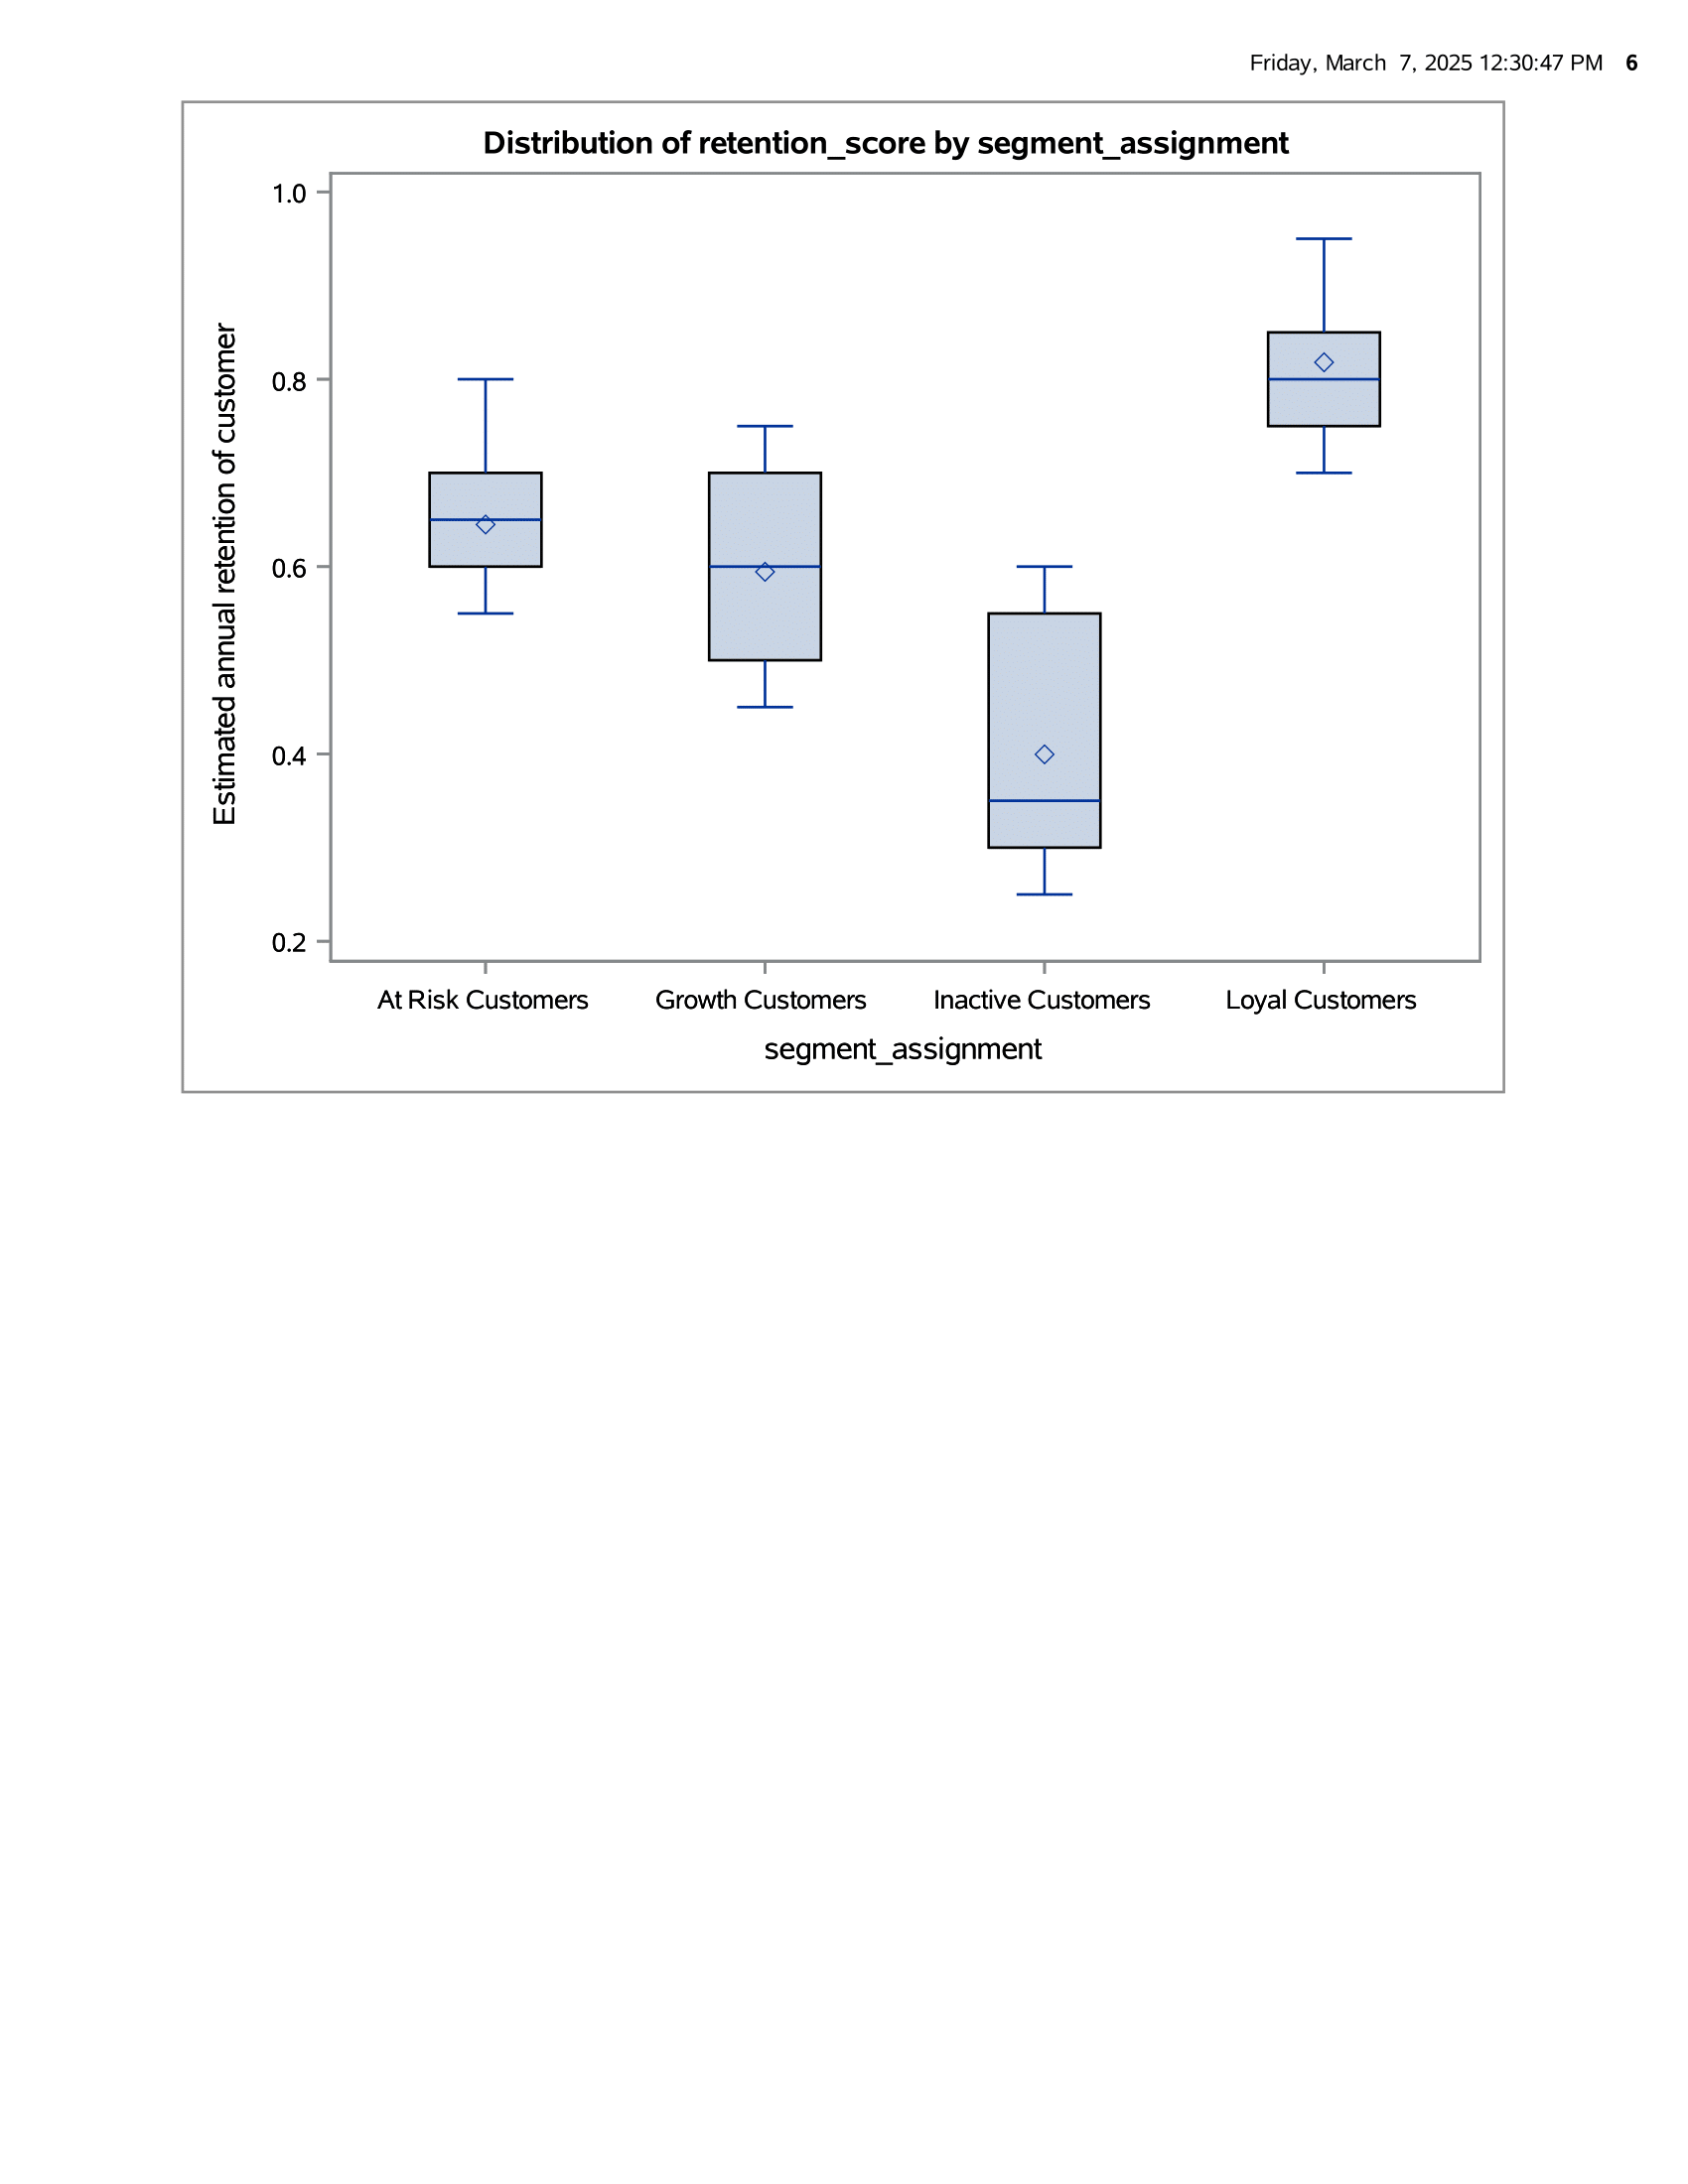 Friday, March 7, 2025 12:30:47 PM 6
Distribution of retention_score by segment_assignment
Estimated annual retention of customer
1.0
0.8
0.6
0.4
0.2
At Risk Customers Growth Customers Inactive Customers Loyal Customers
segment_assignment